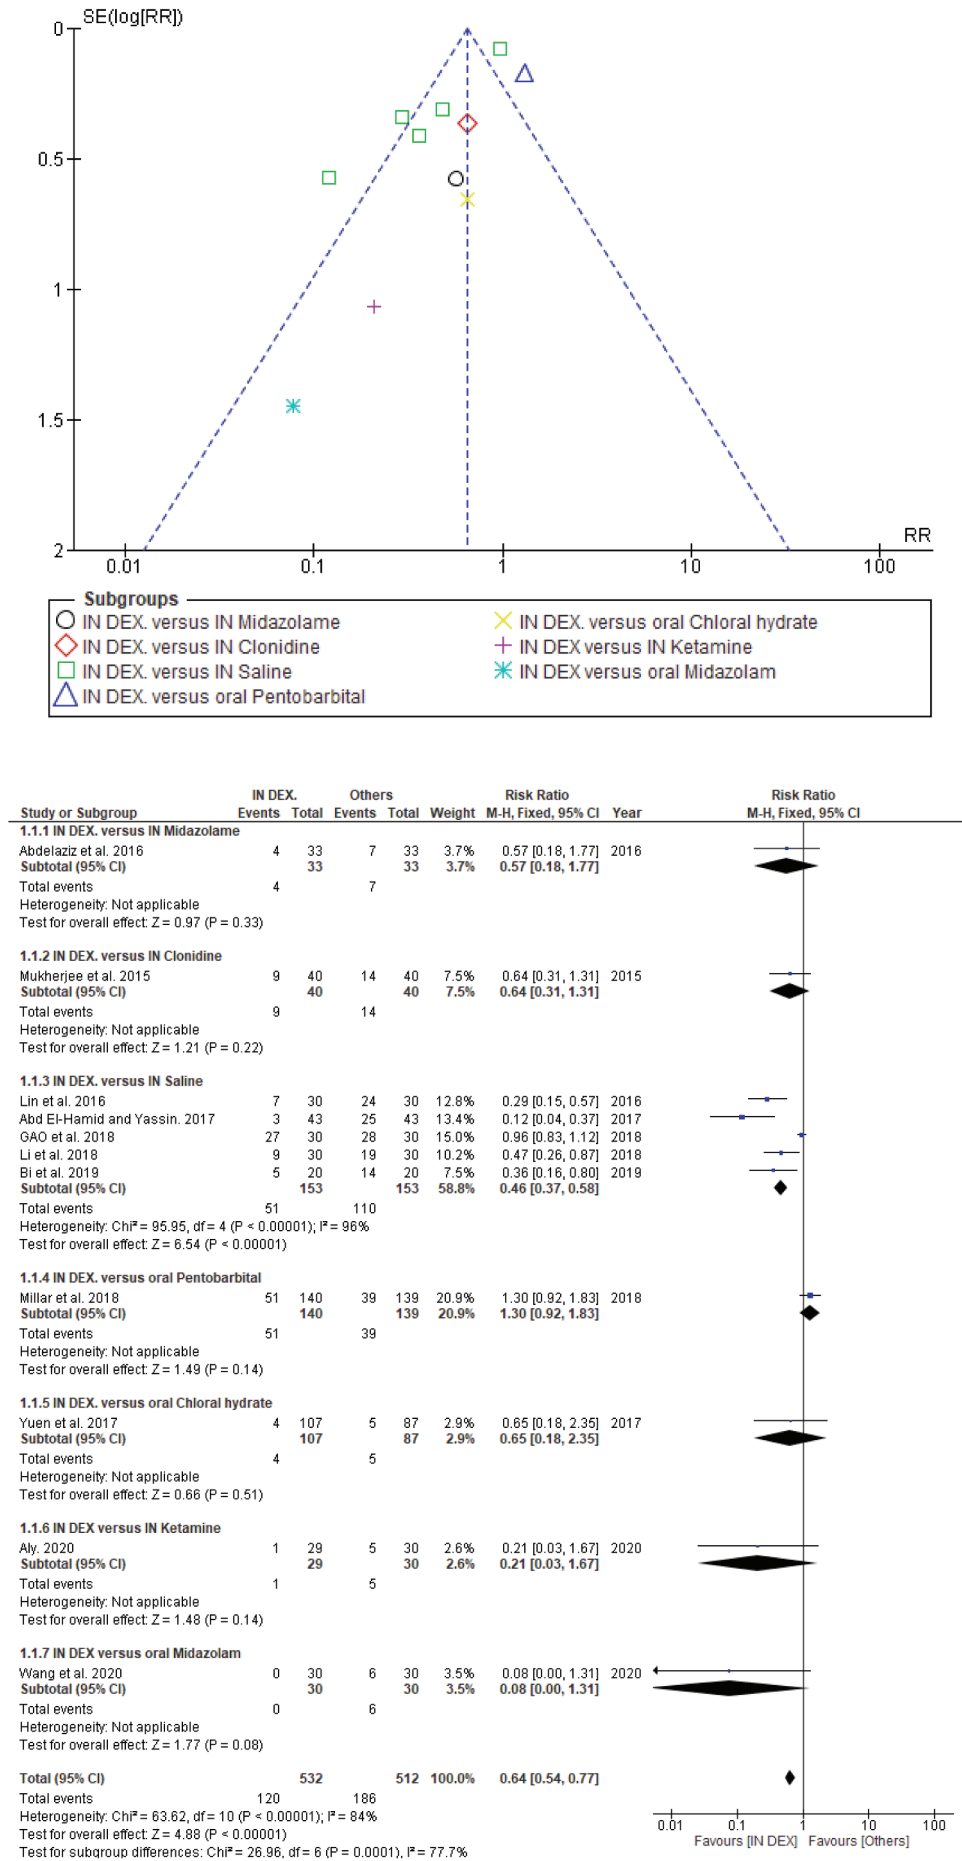 SE(log[RR])
0
0.5
1
1.5
2
0.01 0.1 1 10 100
RR
Subgroups
IN DEX. versus IN Midazolame
IN DEX. versus IN Clonidine
IN DEX. versus IN Saline
IN DEX. versus oral Pentobarbital
IN DEX. versus oral Chloral hydrate
IN DEX versus IN Ketamine
IN DEX versus oral Midazolam
IN DEX. Others Risk Ratio Risk Ratio
Study or Subgroup Events Total Events Total Weight M-H, Fixed, 95% CI Year M-H, Fixed, 95% CI
1.1.1 IN DEX. versus IN Midazolame
Abdelaziz et al. 2016 4 33 7 33 3.7% 0.57 [0.18, 1.77] 2016
Subtotal (95% CI) 33 33 3.7% 0.57 [0.18, 1.77]
Total events 4 7
Heterogeneity: Not applicable
Test for overall effect: Z = 0.97 (P = 0.33)
1.1.2 IN DEX. versus IN Clonidine
Mukherjee et al. 2015 9 40 14 40 7.5% 0.64 [0.31, 1.31] 2015
Subtotal (95% CI) 40 40 7.5% 0.64 [0.31, 1.31]
Total events 9 14
Heterogeneity: Not applicable
Test for overall effect: Z = 1.21 (P = 0.22)
1.1.3 IN DEX. versus IN Saline
Lin et al. 2016 7 30 24 30 12.8% 0.29 [0.15, 0.57] 2016
Abd El-Hamid and Yassin. 2017 3 43 25 43 13.4% 0.12 [0.04, 0.37] 2017
GAO et al. 2018 27 30 28 30 15.0% 0.96 [0.83, 1.12] 2018
Li et al. 2018 9 30 19 30 10.2% 0.47 [0.26, 0.87] 2018
Bi et al. 2019 5 20 14 20 7.5% 0.36 [0.16, 0.80] 2019
Subtotal (95% CI) 153 153 58.8% 0.46 [0.37, 0.58]
Total events 51 110
Heterogeneity: Chi² = 95.95, df = 4 (P < 0.00001); I² = 96%
Test for overall effect: Z = 6.54 (P < 0.00001)
1.1.4 IN DEX. versus oral Pentobarbital
Millar et al. 2018 51 140 39 139 20.9% 1.30 [0.92, 1.83] 2018
Subtotal (95% CI) 140 139 20.9% 1.30 [0.92, 1.83]
Total events 51 39
Heterogeneity: Not applicable
Test for overall effect: Z = 1.49 (P = 0.14)
1.1.5 IN DEX. versus oral Chloral hydrate
Yuen et al. 2017 4 107 5 87 2.9% 0.65 [0.18, 2.35] 2017
Subtotal (95% CI) 107 87 2.9% 0.65 [0.18, 2.35]
Total events 4 5
Heterogeneity: Not applicable
Test for overall effect: Z = 0.66 (P = 0.51)
1.1.6 IN DEX versus IN Ketamine
Aly. 2020 1 29 5 30 2.6% 0.21 [0.03, 1.67] 2020
Subtotal (95% CI) 29 30 2.6% 0.21 [0.03, 1.67]
Total events 1 5
Heterogeneity: Not applicable
Test for overall effect: Z = 1.48 (P = 0.14)
1.1.7 IN DEX versus oral Midazolam
Wang et al. 2020 0 30 6 30 3.5% 0.08 [0.00, 1.31] 2020
Subtotal (95% CI) 30 30 3.5% 0.08 [0.00, 1.31]
Total events 0 6
Heterogeneity: Not applicable
Test for overall effect: Z = 1.77 (P = 0.08)
Total (95% CI) 532 512 100.0% 0.64 [0.54, 0.77]
Total events 120 186
Heterogeneity: Chi² = 63.62, df = 10 (P < 0.00001); I² = 84%
Test for overall effect: Z = 4.88 (P < 0.00001)
Test for subgroup differences: Chi² = 26.96, df = 6 (P = 0.0001), I² = 77.7%
0.01 0.1 1 10 100
Favours [IN DEX] Favours [Others]